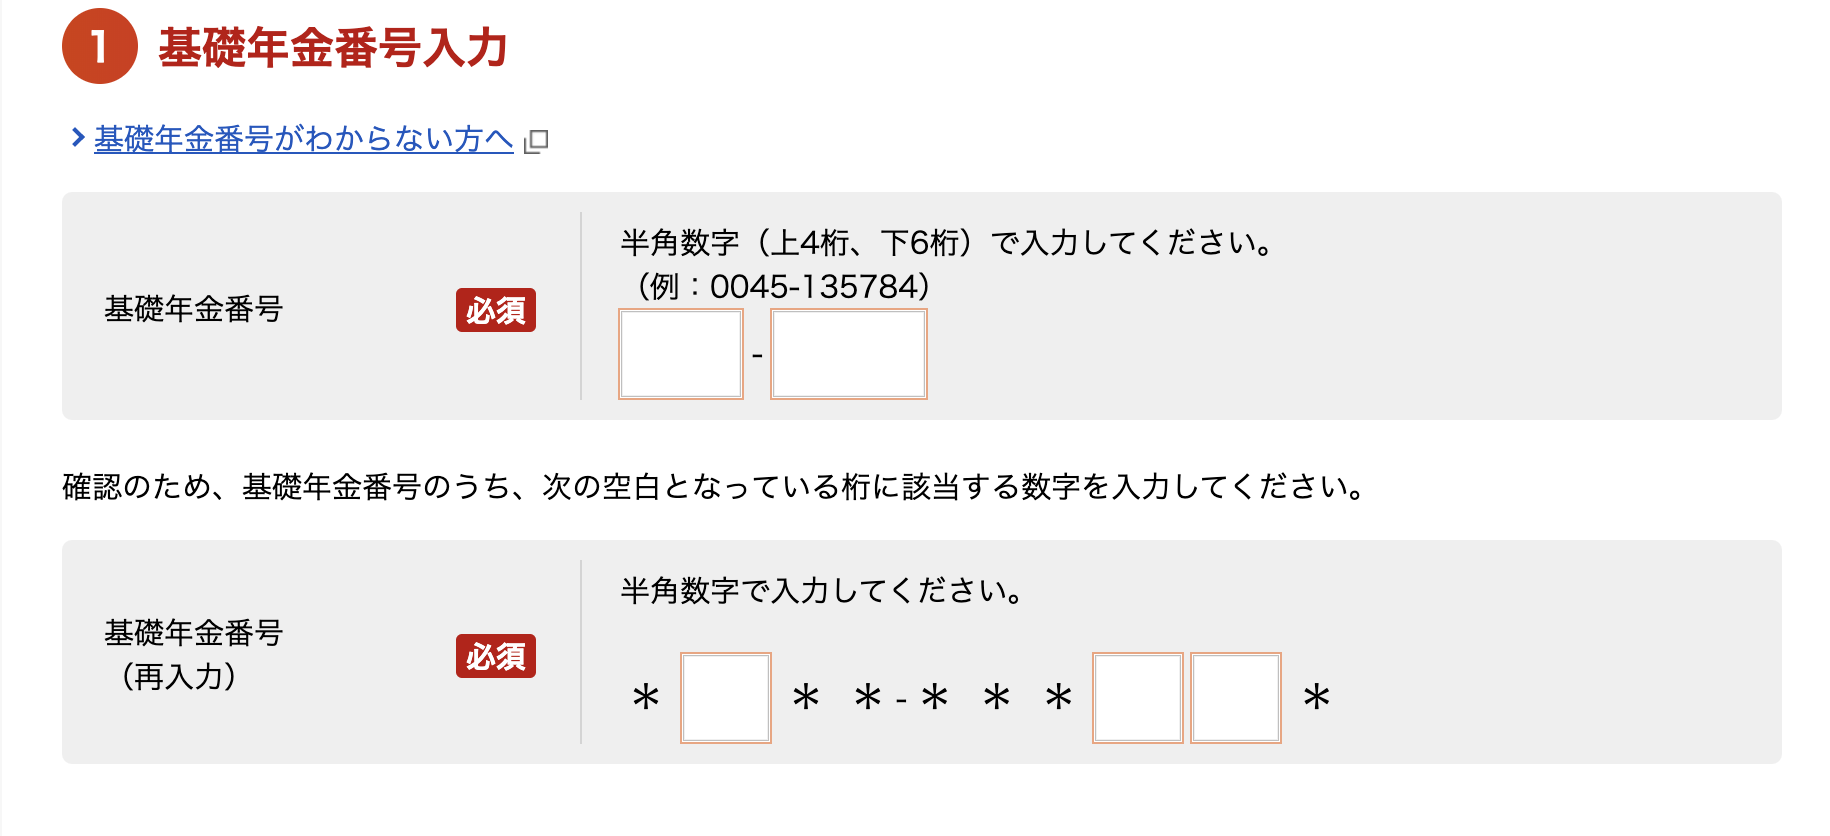 1 基礎年金番号入力
基礎年金番号がわからない方へ
半角数字（上4桁、下6桁）で入力してください。
（例：0045-135784）
基礎年金番号 必須
-
確認のため、基礎年金番号のうち、次の空白となっている桁に該当する数字を入力してください。
半角数字で入力してください。
基礎年金番号 必須
（再入力）
＊ ＊ ＊-＊ ＊ ＊ ＊